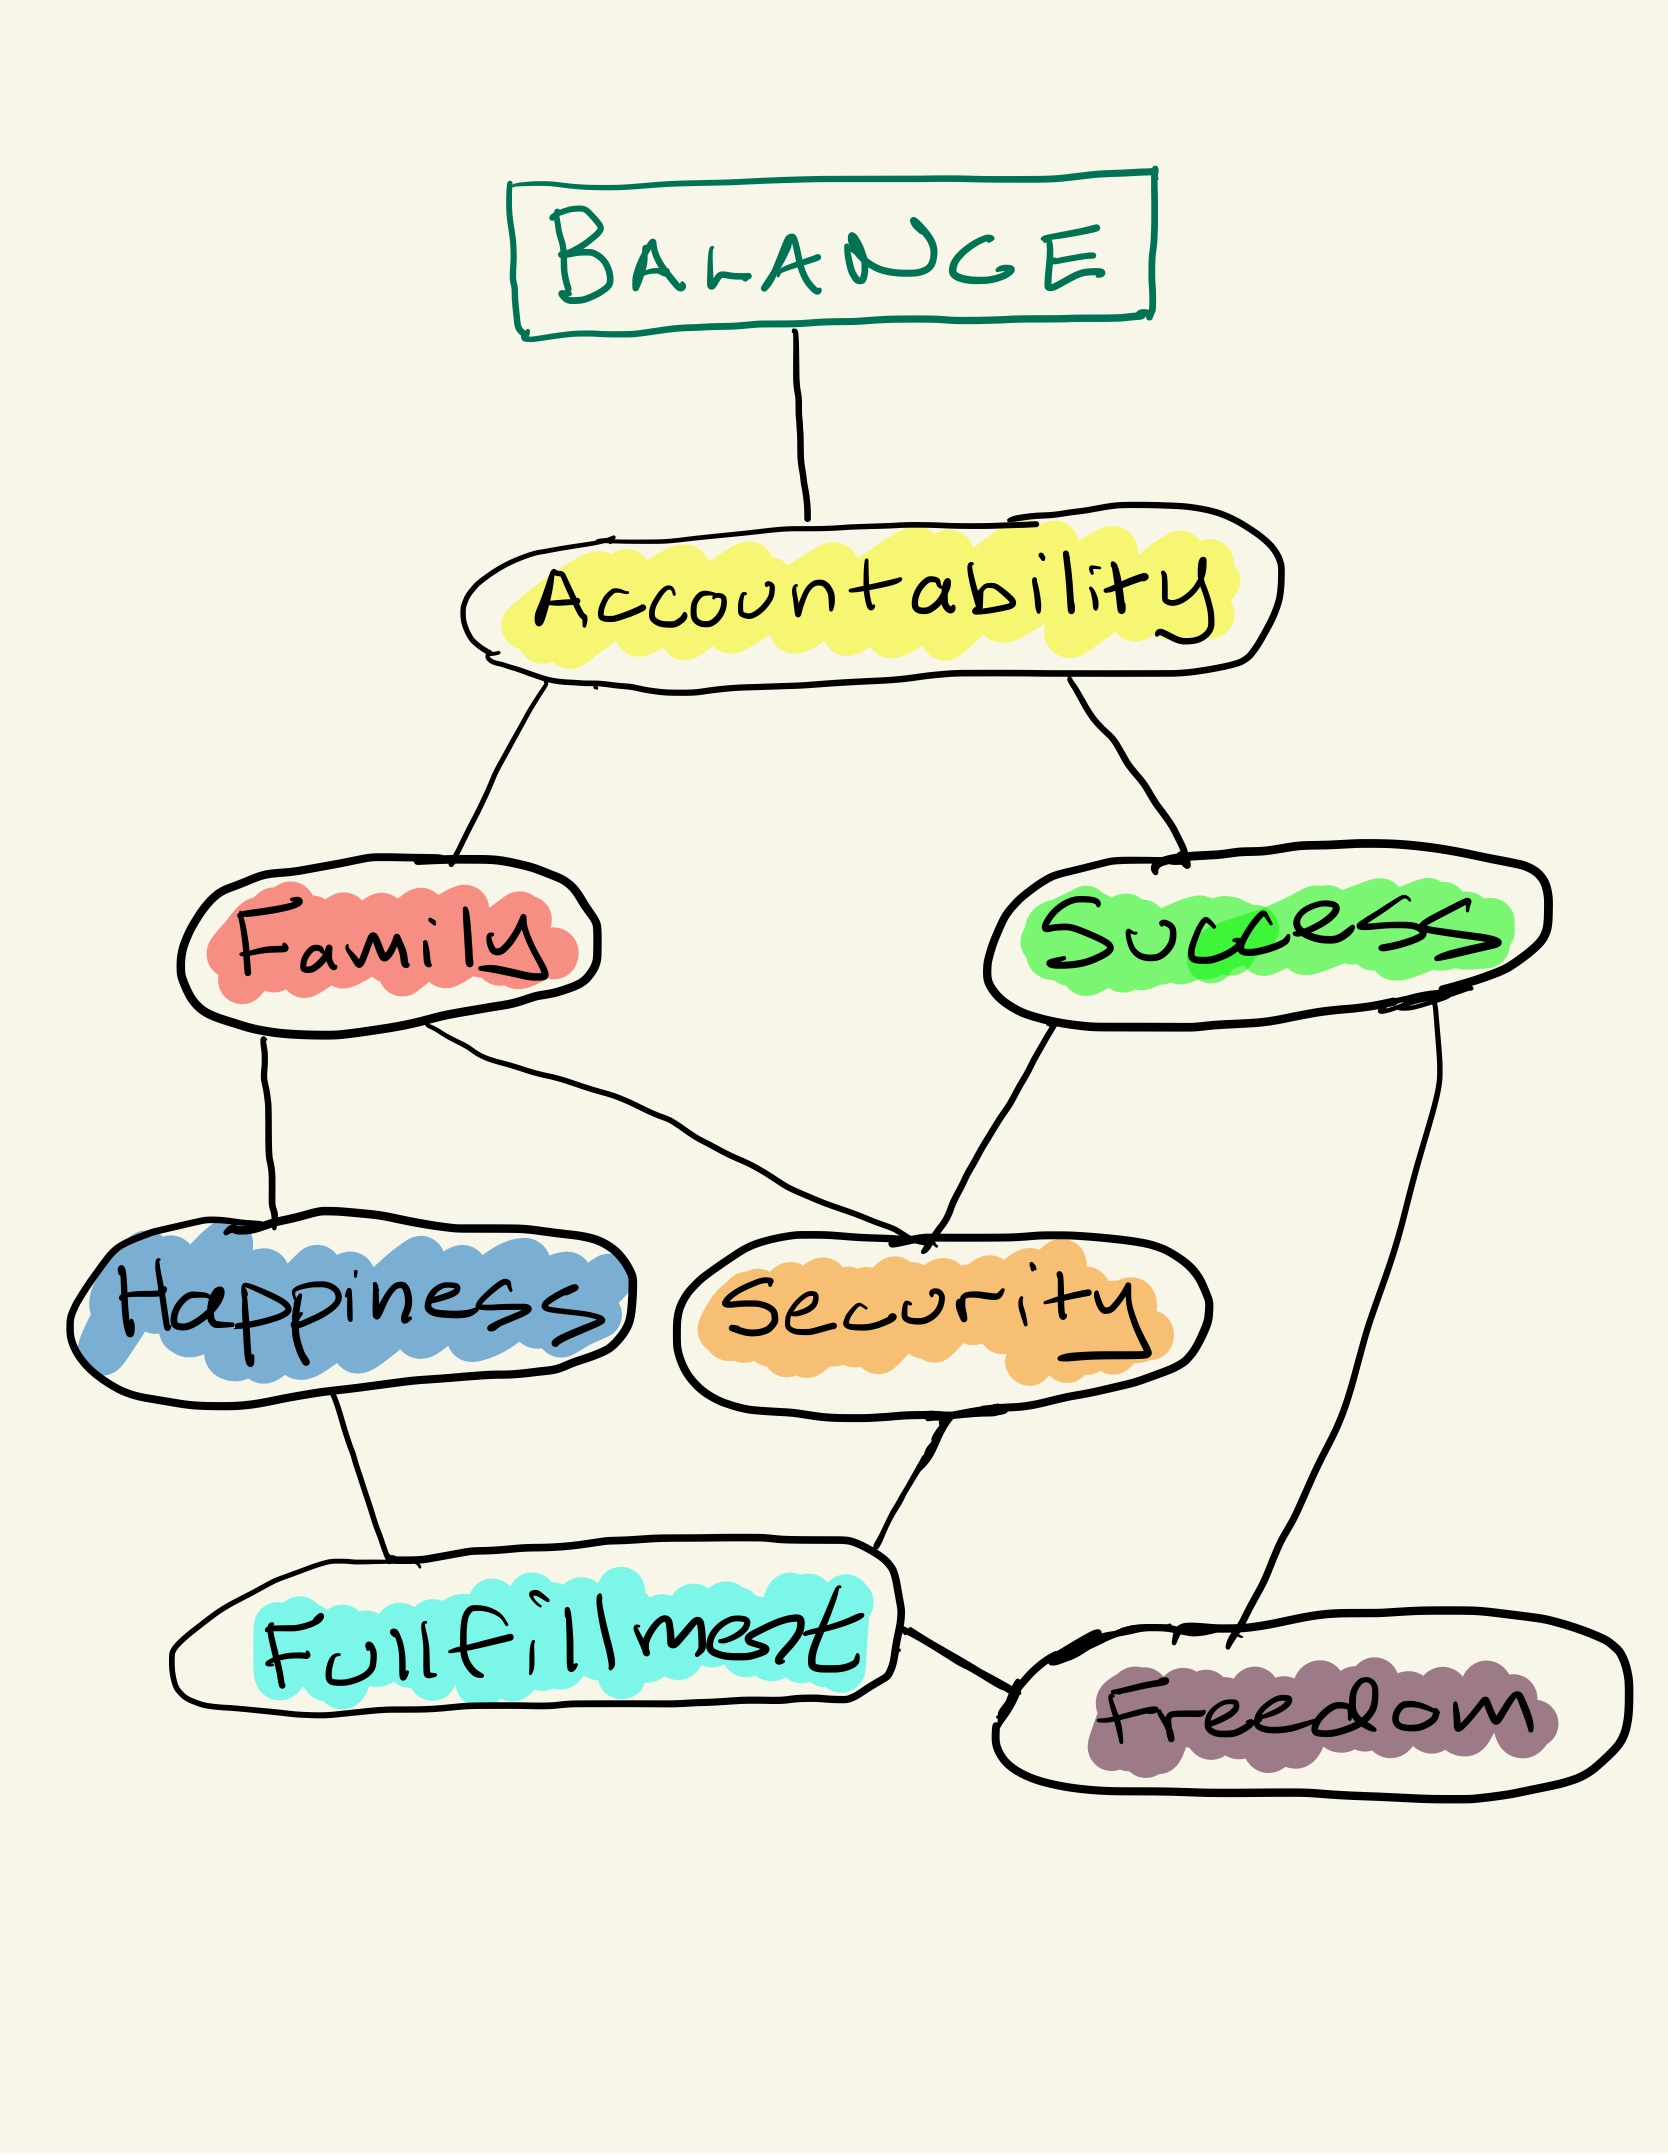 BALANCE
Accountability
Family
Success
Happiness
Security
Fullfillment
Freedom